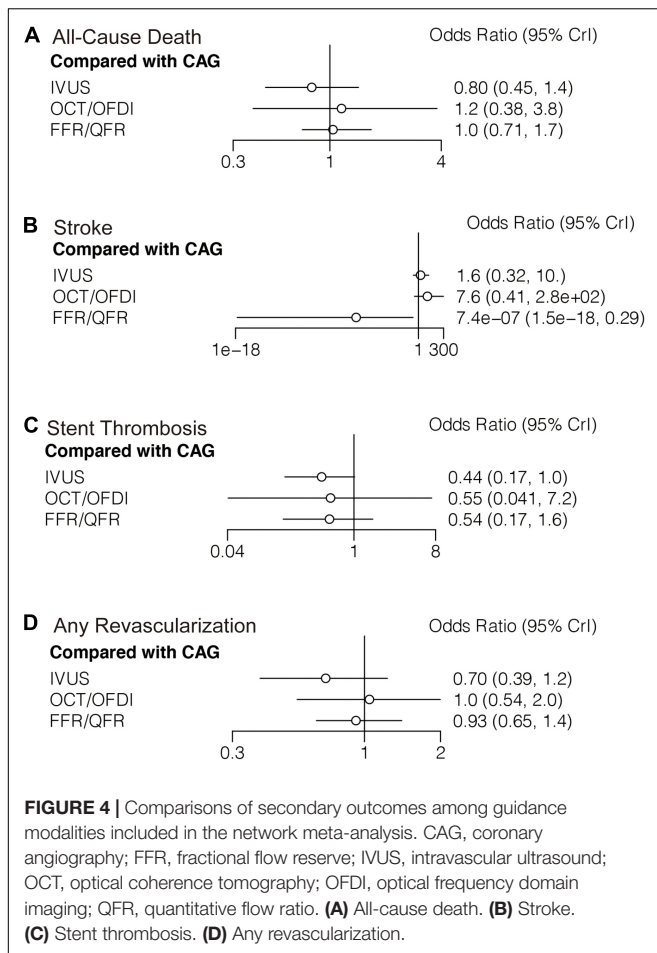 A All-Cause Death Odds Ratio (95% CrI)
Compared with CAG
IVUS 0.80 (0.45, 1.4)
OCT/OFDI 1.2 (0.38, 3.8)
FFR/QFR 1.0 (0.71, 1.7)
0.3 1 4
B Stroke Odds Ratio (95% CrI)
Compared with CAG
IVUS 1.6 (0.32, 10.)
OCT/OFDI 7.6 (0.41, 2.8e+02)
FFR/QFR 7.4e−07 (1.5e−18, 0.29)
1e−18 1 300
C Stent Thrombosis Odds Ratio (95% CrI)
Compared with CAG
IVUS 0.44 (0.17, 1.0)
OCT/OFDI 0.55 (0.041, 7.2)
FFR/QFR 0.54 (0.17, 1.6)
0.04 1 8
D Any Revascularization Odds Ratio (95% CrI)
Compared with CAG
IVUS 0.70 (0.39, 1.2)
OCT/OFDI 1.0 (0.54, 2.0)
FFR/QFR 0.93 (0.65, 1.4)
0.3 1 2
FIGURE 4 | Comparisons of secondary outcomes among guidance
modalities included in the network meta-analysis. CAG, coronary
angiography; FFR, fractional flow reserve; IVUS, intravascular ultrasound;
OCT, optical coherence tomography; OFDI, optical frequency domain
imaging; QFR, quantitative flow ratio. (A) All-cause death. (B) Stroke.
(C) Stent thrombosis. (D) Any revascularization.